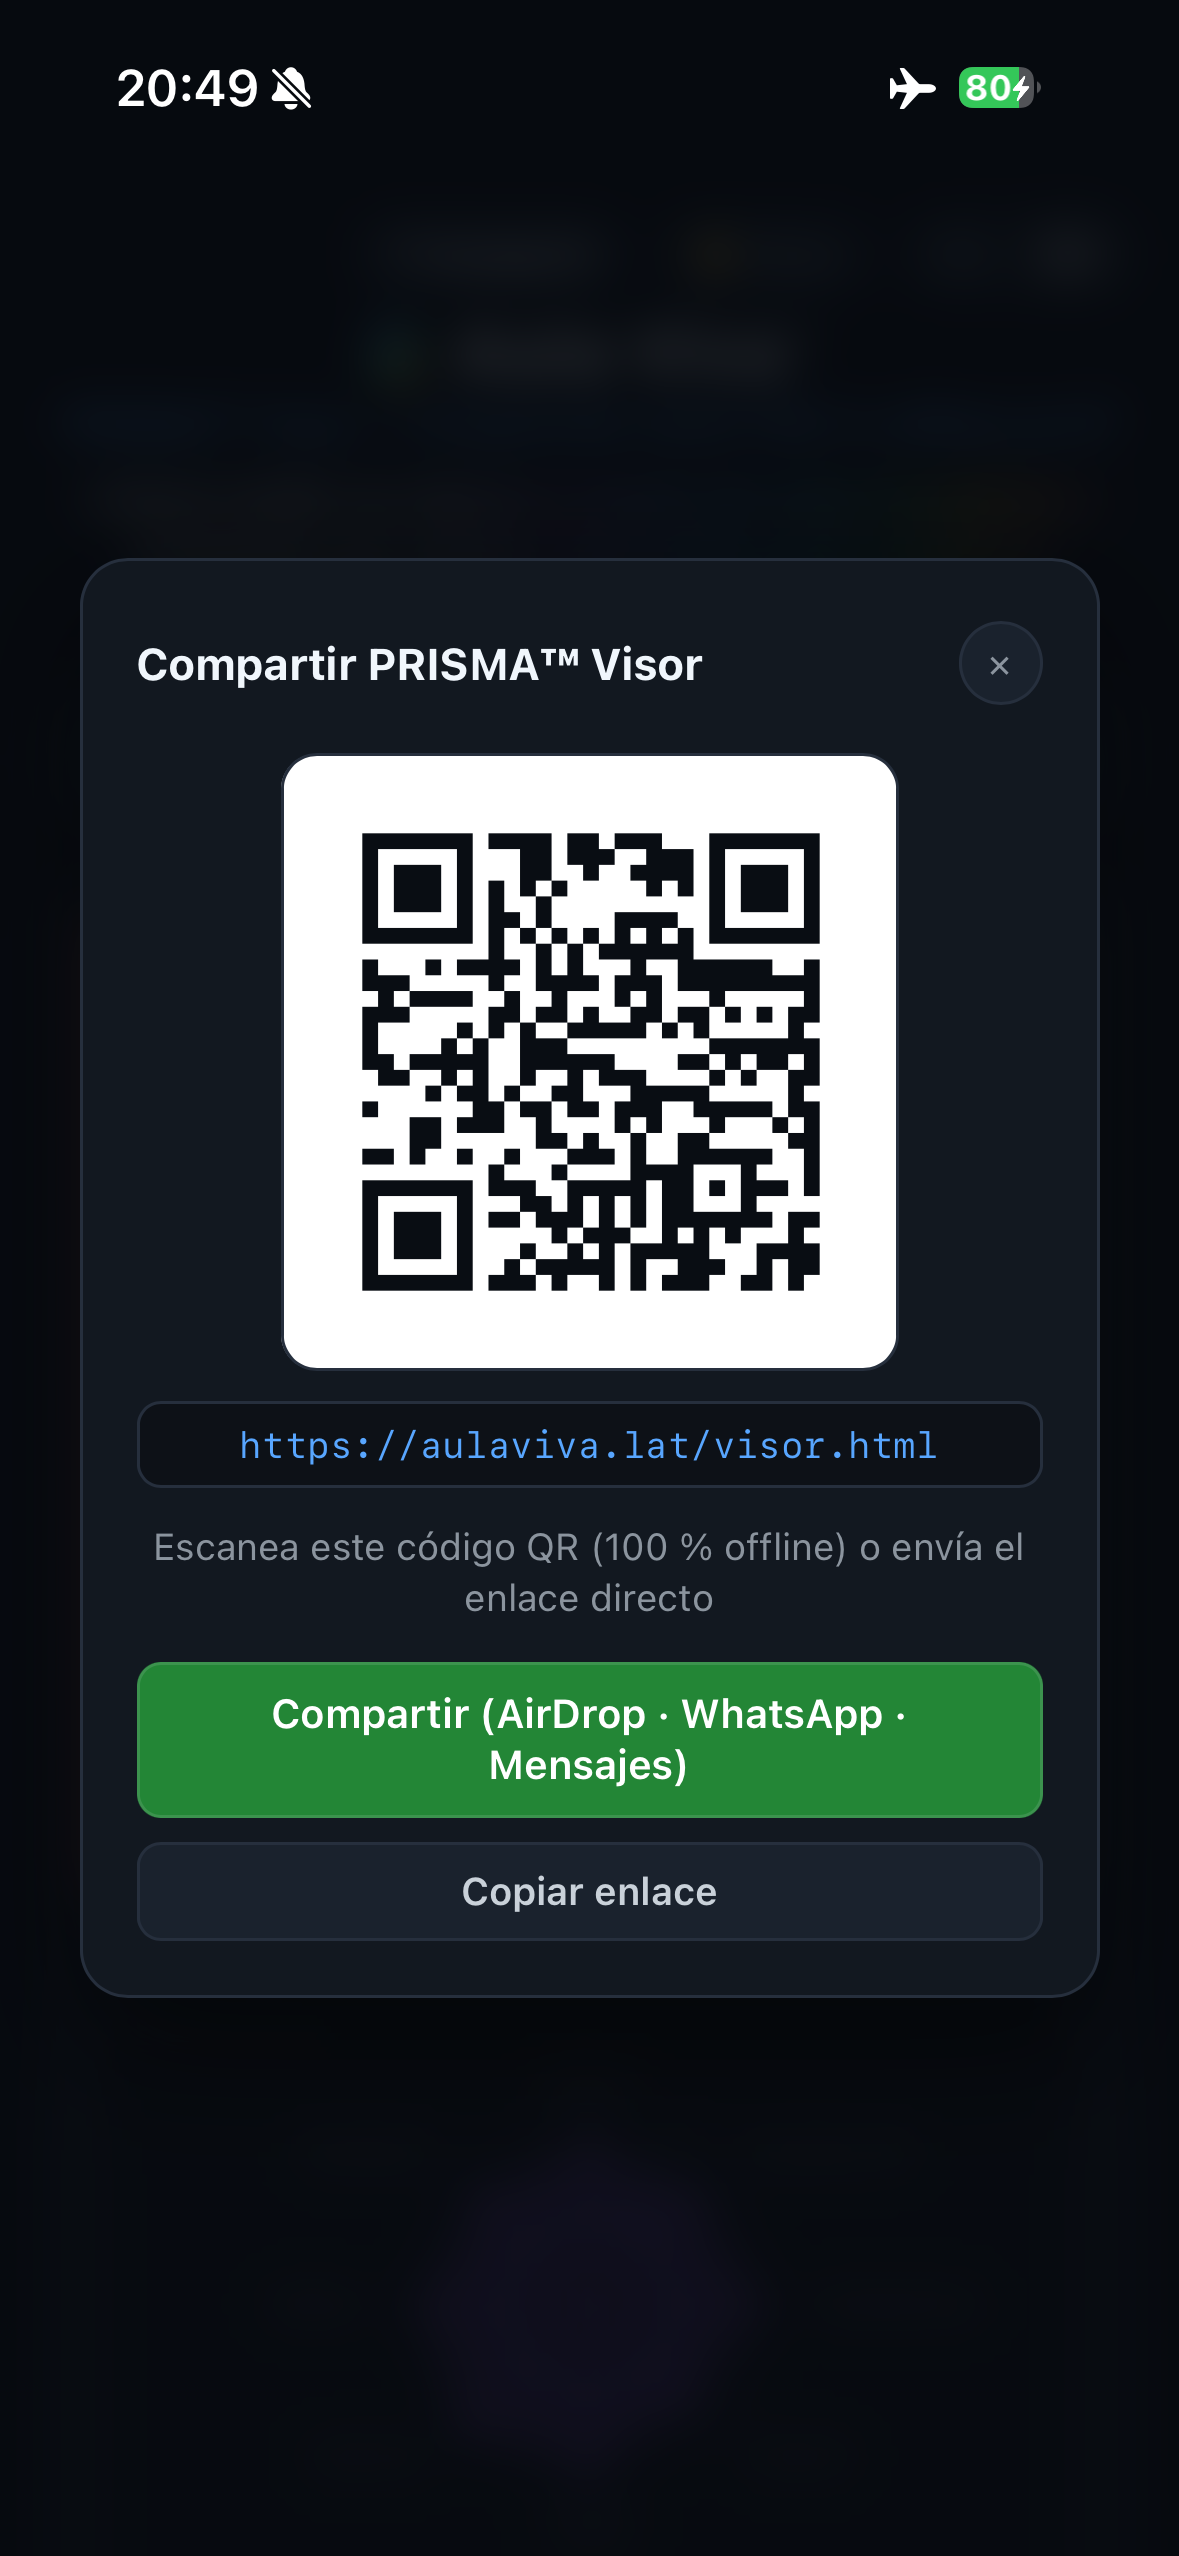 20:49
80
Compartir PRISMA™ Visor
×
https://aulaviva.lat/visor.html
Escanea este código QR (100 % offline) o envía el
enlace directo
Compartir (AirDrop · WhatsApp ·
Mensajes)
Copiar enlace